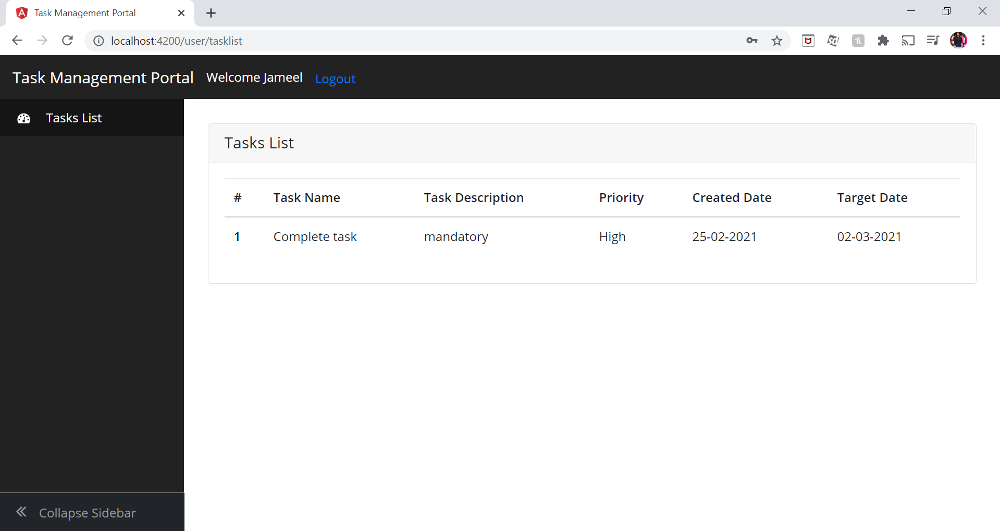 Task Management Portal
localhost:4200/user/tasklist
Task Management Portal Welcome Jameel Logout
Tasks List
Tasks List
# Task Name Task Description Priority Created Date Target Date
1 Complete task mandatory High 25-02-2021 02-03-2021
Collapse Sidebar